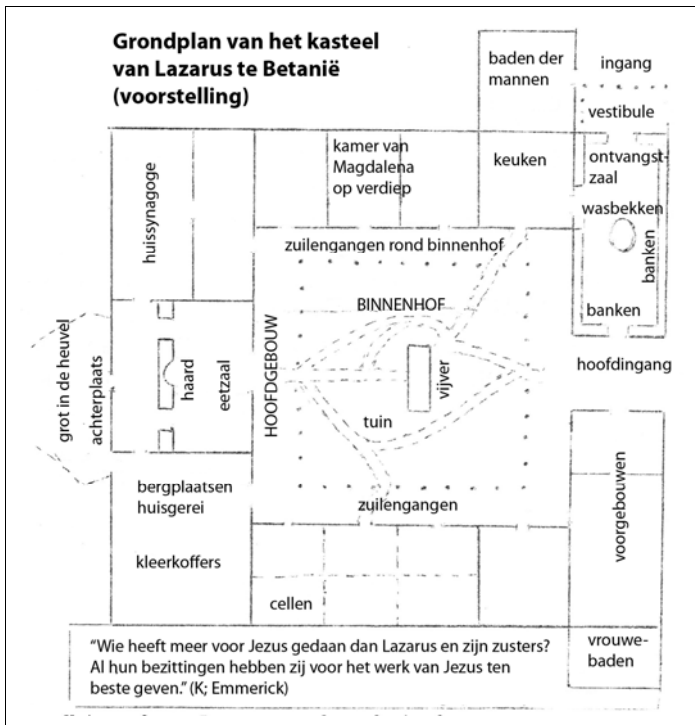 Grondplan van het kasteel
van Lazarus te Betanië
(voorstelling)
baden der
mannen
ingang
vestibule
kamer van
Magdalena
op verdiep
keuken
ontvangst-
zaal
wasbekken
banken
banken
huissynagoge
zuilengangen rond binnenhof
BINNENHOF
HOOFDGEBOUW
hoofdingang
grot in de heuvel
achterplaats
haard
eetzaal
vijver
tuin
bergplaatsen
huisgerei
zuilengangen
voorgebouwen
kleerkoffers
cellen
vrouwe-
baden
“Wie heeft meer voor Jezus gedaan dan Lazarus en zijn zusters?
Al hun bezittingen hebben zij voor het werk van Jezus ten
beste geven.” (K; Emmerick)